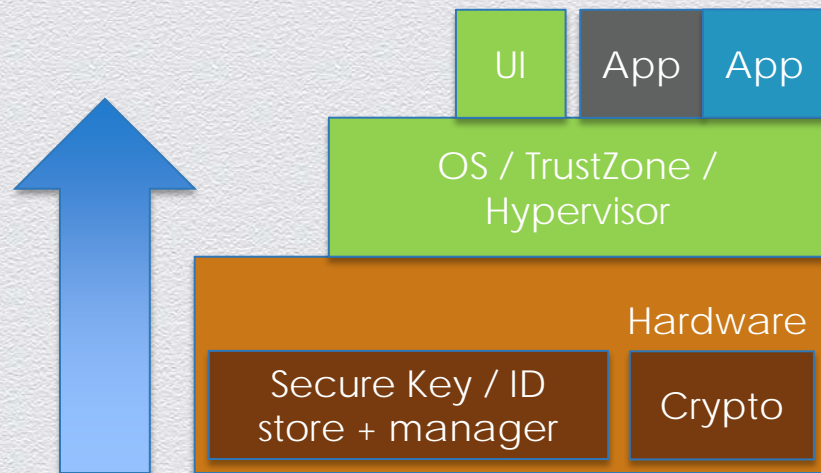 UI
App
App
OS / TrustZone /
Hypervisor
Hardware
Secure Key / ID
store + manager
Crypto